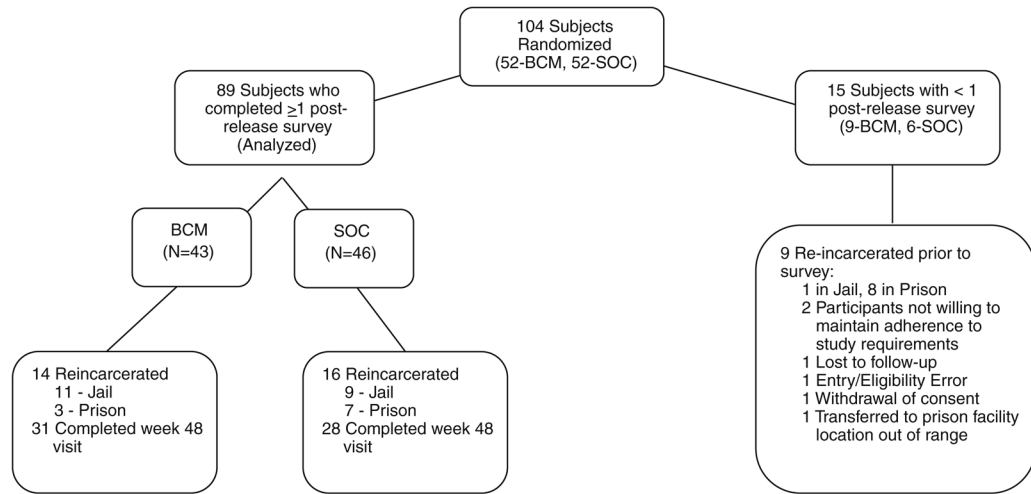 104 Subjects
Randomized
(52-BCM, 52-SOC)
89 Subjects who
completed ≥1 post-
release survey
(Analyzed)
15 Subjects with < 1
post-release survey
(9-BCM, 6-SOC)
BCM
(N=43)
SOC
(N=46)
14 Reincarcerated
11 - Jail
3 - Prison
31 Completed week 48
visit
16 Reincarcerated
9 - Jail
7 - Prison
28 Completed week 48
visit
9 Re-incarcerated prior to
survey:
1 in Jail, 8 in Prison
2 Participants not willing to
maintain adherence to
study requirements
1 Lost to follow-up
1 Entry/Eligibility Error
1 Withdrawal of consent
1 Transferred to prison facility
location out of range